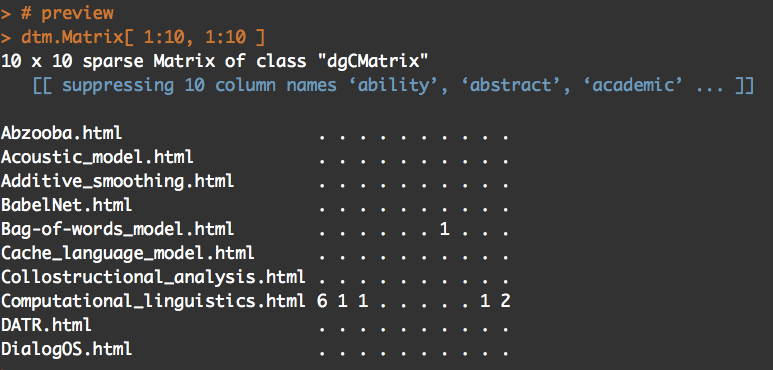 > # preview
> dtm.Matrix[ 1:10, 1:10 ]
10 x 10 sparse Matrix of class "dgCMatrix"
   [[ suppressing 10 column names ‘ability’, ‘abstract’, ‘academic’ ... ]]

Abzooba.html                   . . . . . . . . . .
Acoustic_model.html            . . . . . . . . . .
Additive_smoothing.html        . . . . . . . . . .
BabelNet.html                  . . . . . . . . . .
Bag-of-words_model.html        . . . . . . 1 . . .
Cache_language_model.html      . . . . . . . . . .
Collostructional_analysis.html . . . . . . . . . .
Computational_linguistics.html 6 1 1 . . . . . 1 2
DATR.html                      . . . . . . . . . .
DialogOS.html                  . . . . . . . . . .